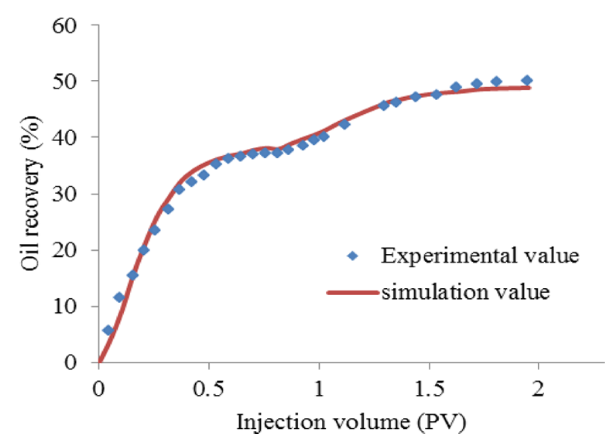 60
50
40
30
20
10
0
Oil recovery (%)
Experimental value
simulation value
0 0.5 1 1.5 2
Injection volume (PV)